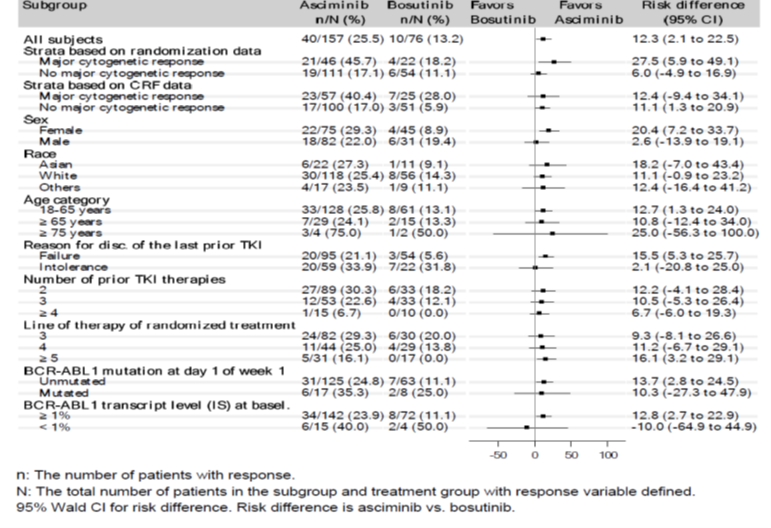 Subgroup Asciminib n/N (%) Bosutinib n/N (%) Favors Bosutinib Favors Asciminib Risk difference (95% CI)
All subjects 40/157 (25.5) 10/76 (13.2) 12.3 (2.1 to 22.5)
Strata based on randomization data
Major cytogenetic response 21/46 (45.7) 4/22 (18.2) 27.5 (5.9 to 49.1)
No major cytogenetic response 19/111 (17.1) 6/54 (11.1) 6.0 (-4.9 to 16.9)
Strata based on CRF data
Major cytogenetic response 23/57 (40.4) 7/25 (28.0) 12.4 (-9.4 to 34.1)
No major cytogenetic response 17/100 (17.0) 3/51 (5.9) 11.1 (1.3 to 20.9)
Sex
Female 22/75 (29.3) 4/45 (8.9) 20.4 (7.2 to 33.7)
Male 18/82 (22.0) 6/31 (19.4) 2.6 (-13.9 to 19.1)
Race
Asian 6/22 (27.3) 1/11 (9.1) 18.2 (-7.0 to 43.4)
White 30/118 (25.4) 8/56 (14.3) 11.1 (-0.9 to 23.2)
Others 4/17 (23.5) 1/9 (11.1) 12.4 (-16.4 to 41.2)
Age category
18-65 years 33/128 (25.8) 8/61 (13.1) 12.7 (1.3 to 24.0)
≥ 65 years 7/29 (24.1) 2/15 (13.3) 10.8 (-12.4 to 34.0)
≥ 75 years 3/4 (75.0) 1/2 (50.0) 25.0 (-56.3 to 100.0)
Reason for disc. of the last prior TKI
Failure 20/95 (21.1) 3/54 (5.6) 15.5 (5.3 to 25.7)
Intolerance 20/59 (33.9) 7/22 (31.8) 2.1 (-20.8 to 25.0)
Number of prior TKI therapies
2 27/89 (30.3) 6/33 (18.2) 12.2 (-4.1 to 28.4)
3 12/53 (22.6) 4/33 (12.1) 10.5 (-5.3 to 26.4)
≥ 4 1/15 (6.7) 0/10 (0.0) 6.7 (-6.0 to 19.3)
Line of therapy of randomized treatment
3 24/82 (29.3) 6/30 (20.0) 9.3 (-8.1 to 26.6)
4 11/44 (25.0) 4/29 (13.8) 11.2 (-6.7 to 29.1)
≥ 5 5/31 (16.1) 0/17 (0.0) 16.1 (3.2 to 29.1)
BCR-ABL1 mutation at day 1 of week 1
Unmutated 31/125 (24.8) 7/63 (11.1) 13.7 (2.8 to 24.5)
Mutated 6/17 (35.3) 2/8 (25.0) 10.3 (-27.3 to 47.9)
BCR-ABL1 transcript level (IS) at basel.
≥ 1% 34/142 (23.9) 8/72 (11.1) 12.8 (2.7 to 22.9)
< 1% 6/15 (40.0) 2/4 (50.0) -10.0 (-64.9 to 44.9)
-50 0 50 100
n: The number of patients with response.
N: The total number of patients in the subgroup and treatment group with response variable defined.
95% Wald CI for risk difference. Risk difference is asciminib vs. bosutinib.